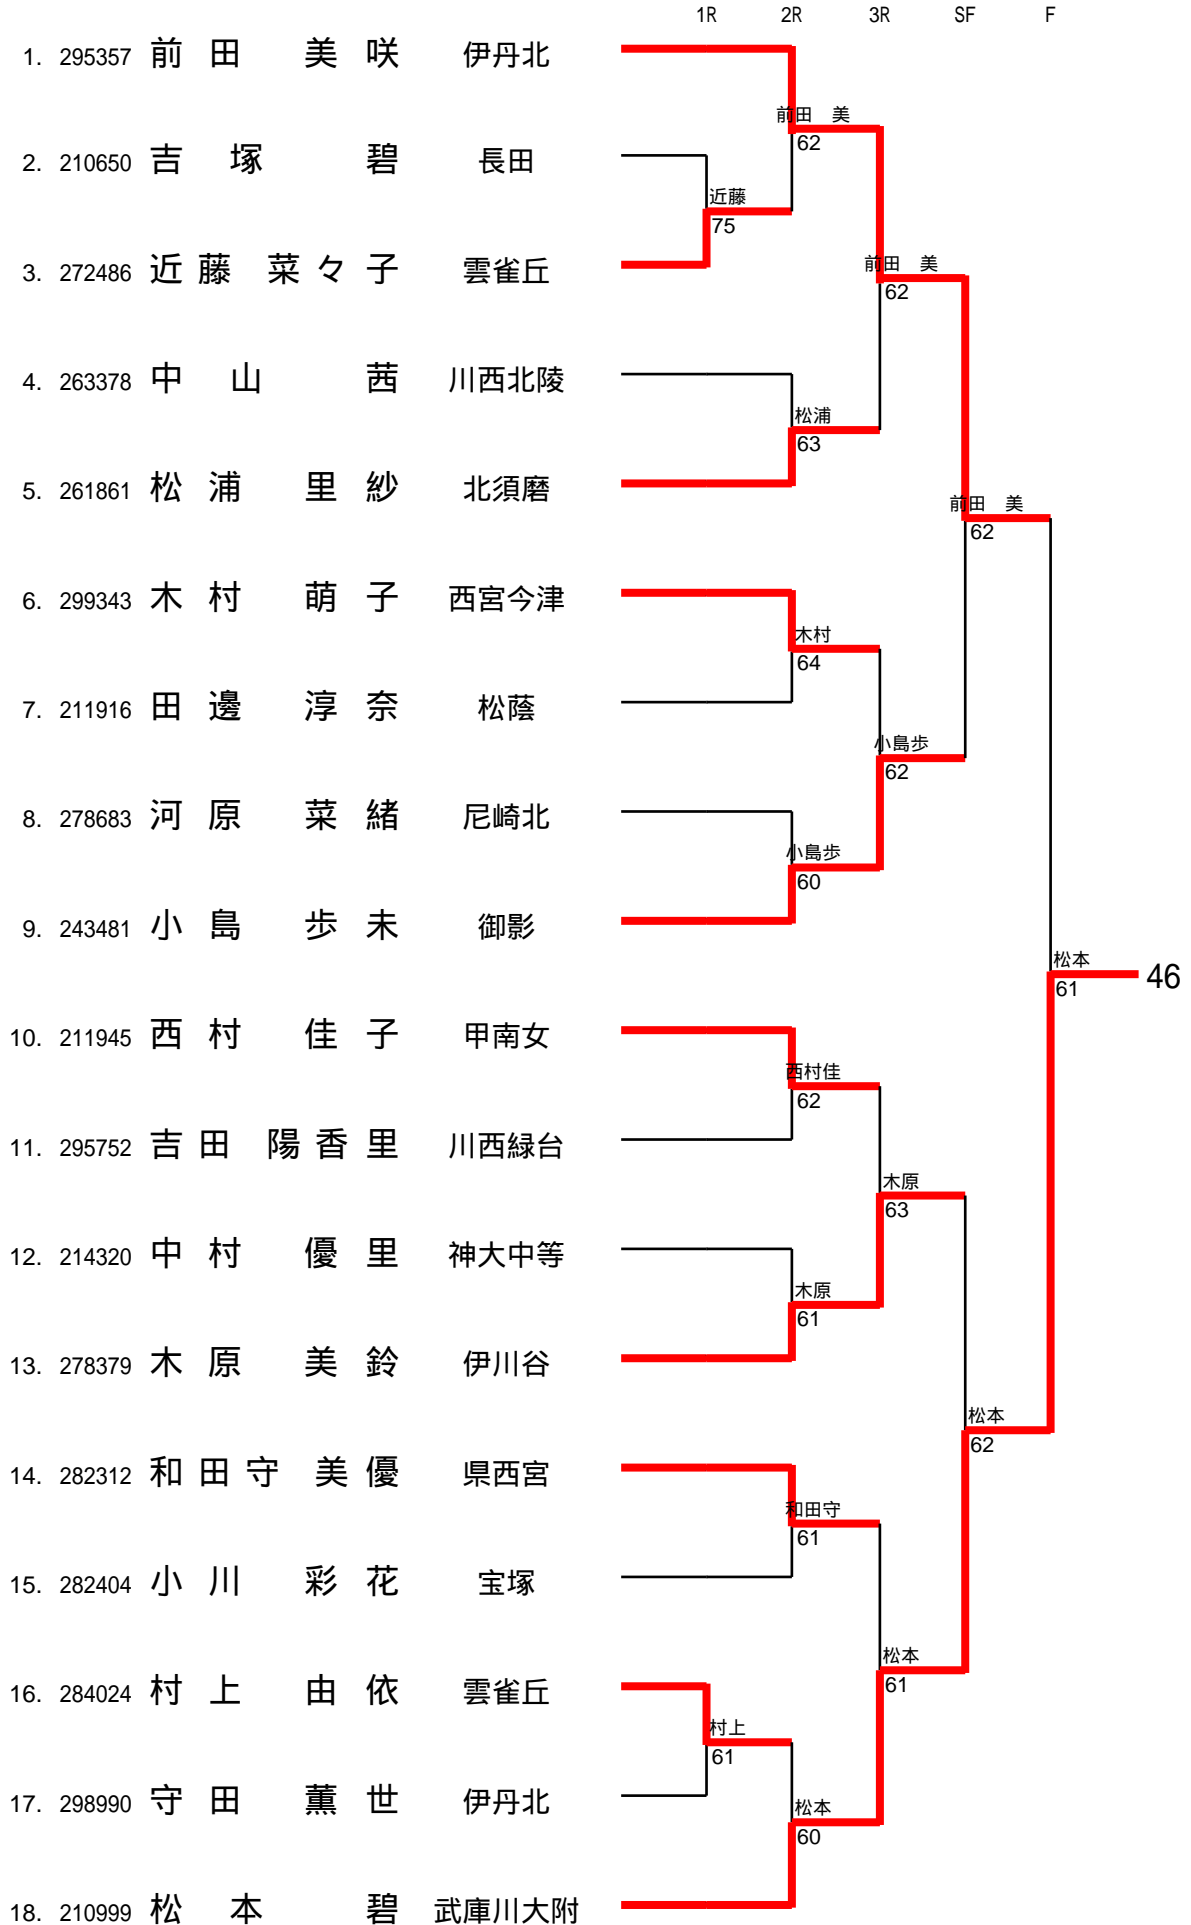 1R 2R 3R SF F
1. 295357 前田 美咲 伊丹北
前田 美
62
2. 210650 吉塚 碧 長田
近藤
75
3. 272486 近藤 菜々子 雲雀丘
前田 美
62
4. 263378 中山 茜 川西北陵
松浦
63
5. 261861 松浦 里紗 北須磨
前田 美
62
6. 299343 木村 萌子 西宮今津
木村
64
7. 211916 田邊 淳奈 松蔭
小島歩
62
8. 278683 河原 菜緒 尼崎北
小島歩
60
9. 243481 小島 歩未 御影
松本
61
46
10. 211945 西村 佳子 甲南女
西村佳
62
11. 295752 吉田 陽香里 川西緑台
木原
63
12. 214320 中村 優里 神大中等
木原
61
13. 278379 木原 美鈴 伊川谷
松本
62
14. 282312 和田守 美優 県西宮
和田守
61
15. 282404 小川 彩花 宝塚
松本
61
16. 284024 村上 由依 雲雀丘
村上
61
17. 298990 守田 薫世 伊丹北
松本
60
18. 210999 松本 碧 武庫川大附